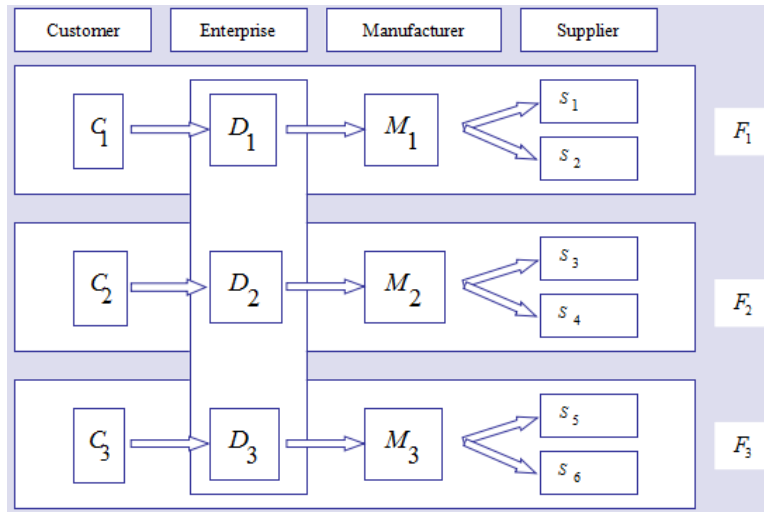 Customer Enterprise Manufacturer Supplier
C1 D1 M1 S1 F1
S2
C2 D2 M2 S3 F2
S4
C3 D3 M3 S5 F3
S6